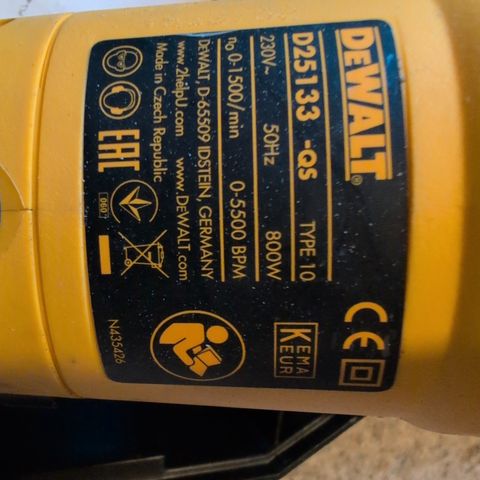 DEWALT®
D25133 -QS TYPE 10
230V~ 50Hz 800W
n₀ 0-1500/min 0-5500 BPM
DeWALT, D-65509 IDSTEIN, GERMANY
www.2helpU.com www.DeWALT.com
Made in Czech Republic
EAC
060
CE
KEMA
KEUR
N435426